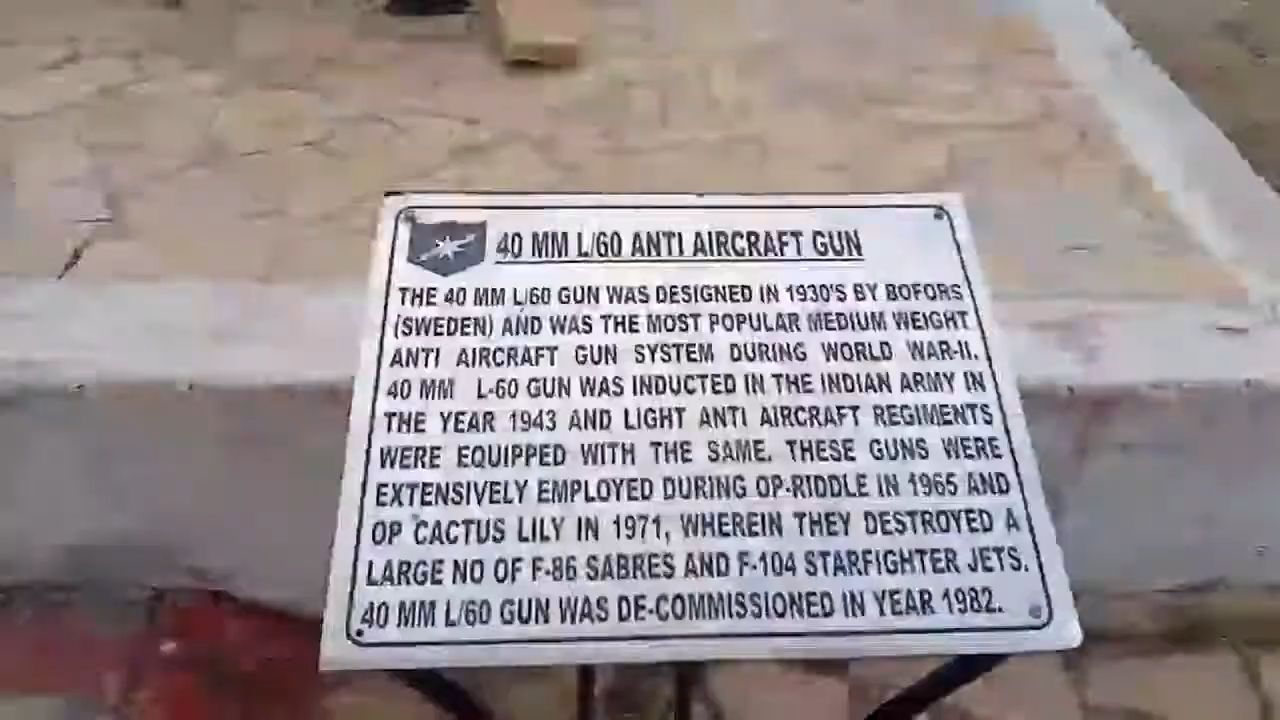 40 MM L/60 ANTI AIRCRAFT GUN
THE 40 MM L/60 GUN WAS DESIGNED IN 1930'S BY BOFORS
(SWEDEN) AND WAS THE MOST POPULAR MEDIUM WEIGHT
ANTI AIRCRAFT GUN SYSTEM DURING WORLD WAR-II.
40 MM L-60 GUN WAS INDUCTED IN THE INDIAN ARMY IN
THE YEAR 1943 AND LIGHT ANTI AIRCRAFT REGIMENTS
WERE EQUIPPED WITH THE SAME. THESE GUNS WERE
EXTENSIVELY EMPLOYED DURING OP-RIDDLE IN 1965 AND
OP CACTUS LILY IN 1971, WHEREIN THEY DESTROYED A
LARGE NO OF F-86 SABRES AND F-104 STARFIGHTER JETS.
40 MM L/60 GUN WAS DE-COMMISSIONED IN YEAR 1982.